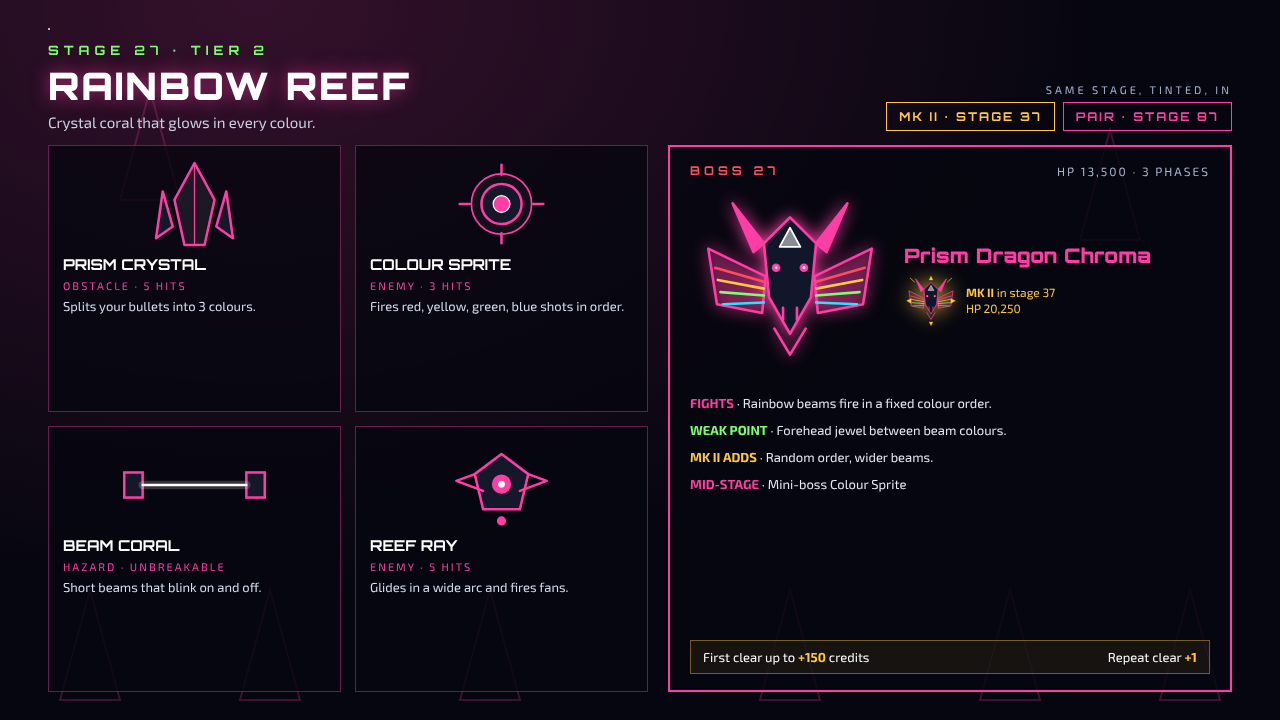 .
STAGE 27 · TIER 2
RAINBOW REEF
Crystal coral that glows in every colour.
SAME STAGE, TINTED, IN
MK II · STAGE 37
PAIR · STAGE 87
PRISM CRYSTAL
OBSTACLE · 5 HITS
Splits your bullets into 3 colours.
COLOUR SPRITE
ENEMY · 3 HITS
Fires red, yellow, green, blue shots in order.
BEAM CORAL
HAZARD · UNBREAKABLE
Short beams that blink on and off.
REEF RAY
ENEMY · 5 HITS
Glides in a wide arc and fires fans.
BOSS 27
HP 13,500 · 3 PHASES
Prism Dragon Chroma
MK II in stage 37
HP 20,250
FIGHTS · Rainbow beams fire in a fixed colour order.
WEAK POINT · Forehead jewel between beam colours.
MK II ADDS · Random order, wider beams.
MID-STAGE · Mini-boss Colour Sprite
First clear up to +150 credits
Repeat clear +1